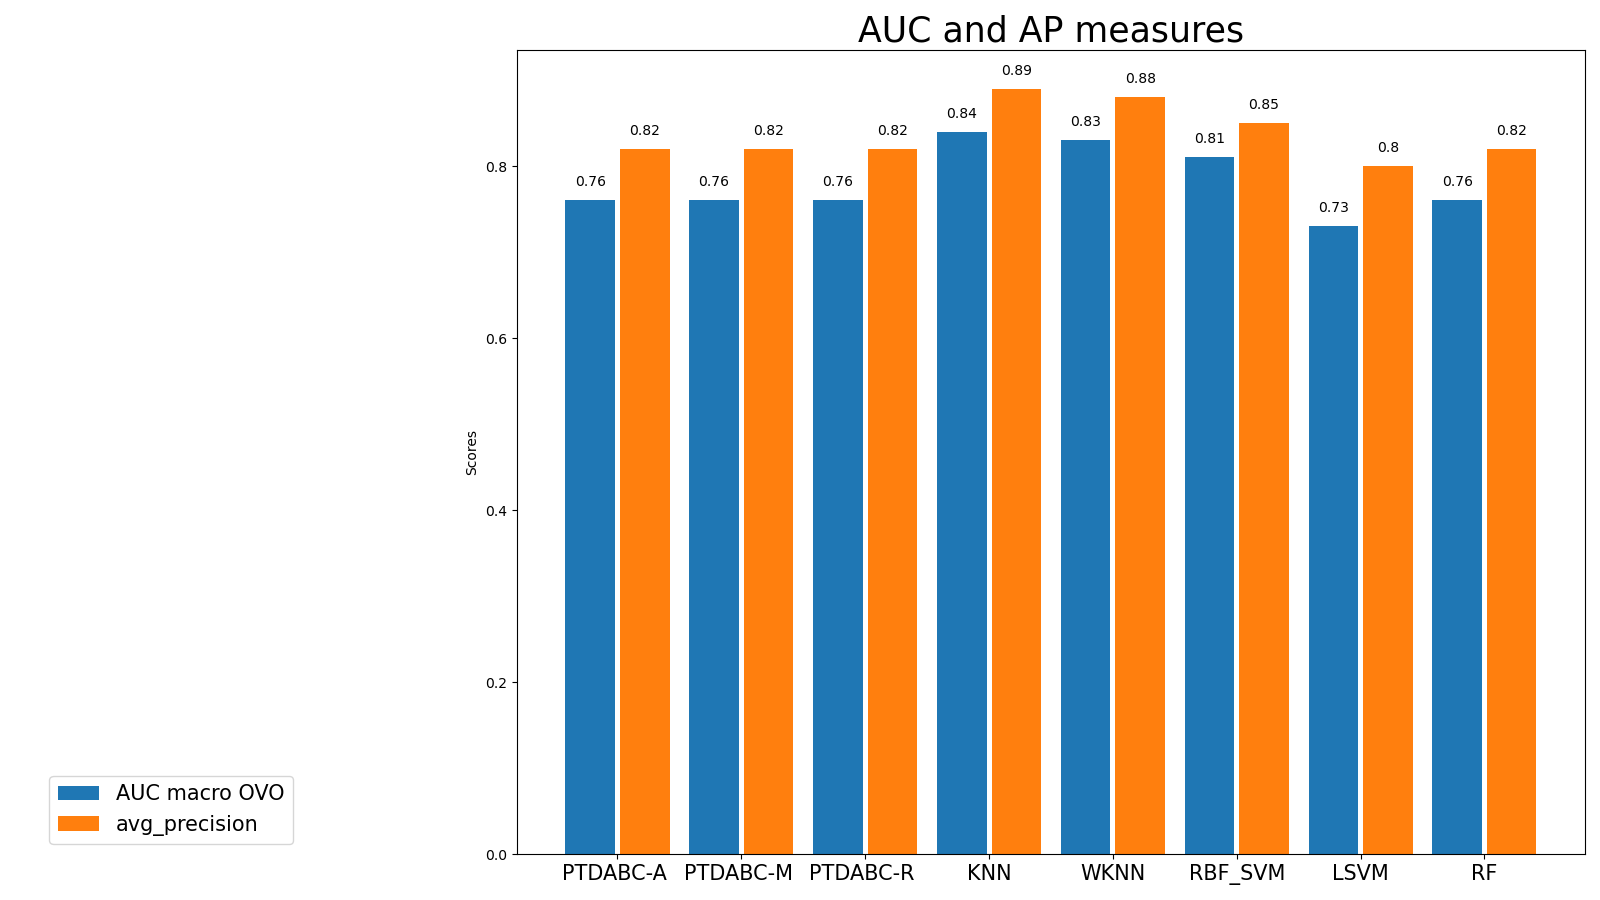 AUC and AP measures
0.82 0.82 0.82 0.89 0.88 0.85 0.8 0.82
0.76 0.76 0.76 0.84 0.83 0.81 0.73 0.76
0.8
0.6
0.4
0.2
0.0
Scores
PTDABC-A PTDABC-M PTDABC-R KNN WKNN RBF_SVM LSVM RF
AUC macro OVO
avg_precision